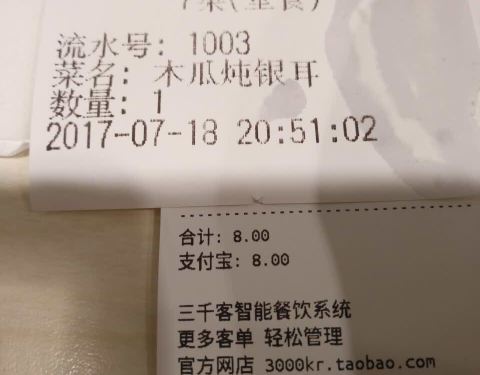 流水号: 1003
菜名: 木瓜炖银耳
数量: 1
2017-07-18 20:51:02
合计: 8.00
支付宝: 8.00
三千客智能餐饮系统
更多客单 轻松管理
官方网店 3000kr.taobao.com